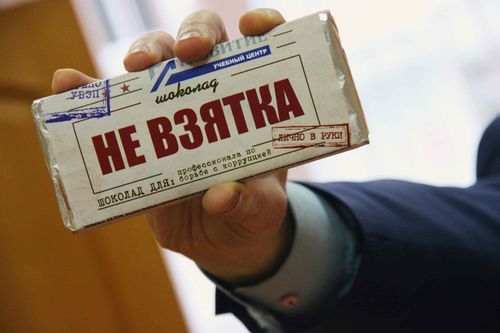 УЧЕБНЫЙ ЦЕНТР
шоколад
НЕ ВЗЯТКА
ЛИЧНО В РУКИ
ШОКОЛАД ДЛЯ: профессионала по
борьбе с коррупцией